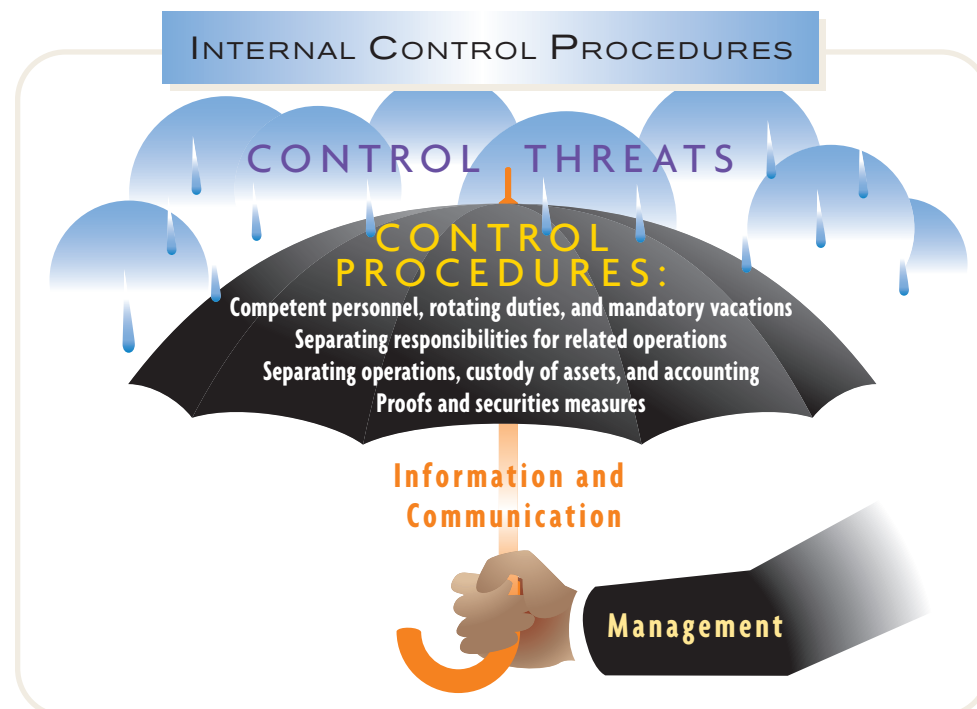 INTERNAL CONTROL PROCEDURES
CONTROL THREATS
CONTROL
PROCEDURES:
Competent personnel, rotating duties, and mandatory vacations
Separating responsibilities for related operations
Separating operations, custody of assets, and accounting
Proofs and securities measures
Information and
Communication
Management